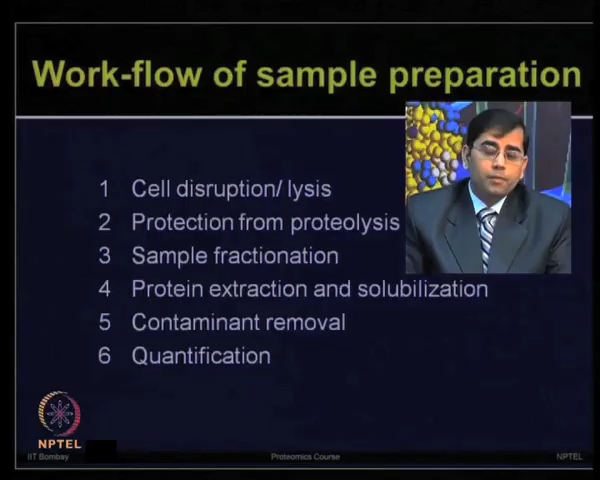 Work-flow of sample preparation
1 Cell disruption/ lysis
2 Protection from proteolysis
3 Sample fractionation
4 Protein extraction and solubilization
5 Contaminant removal
6 Quantification
NPTEL
IIT Bombay
Proteomics Course
NPTEL